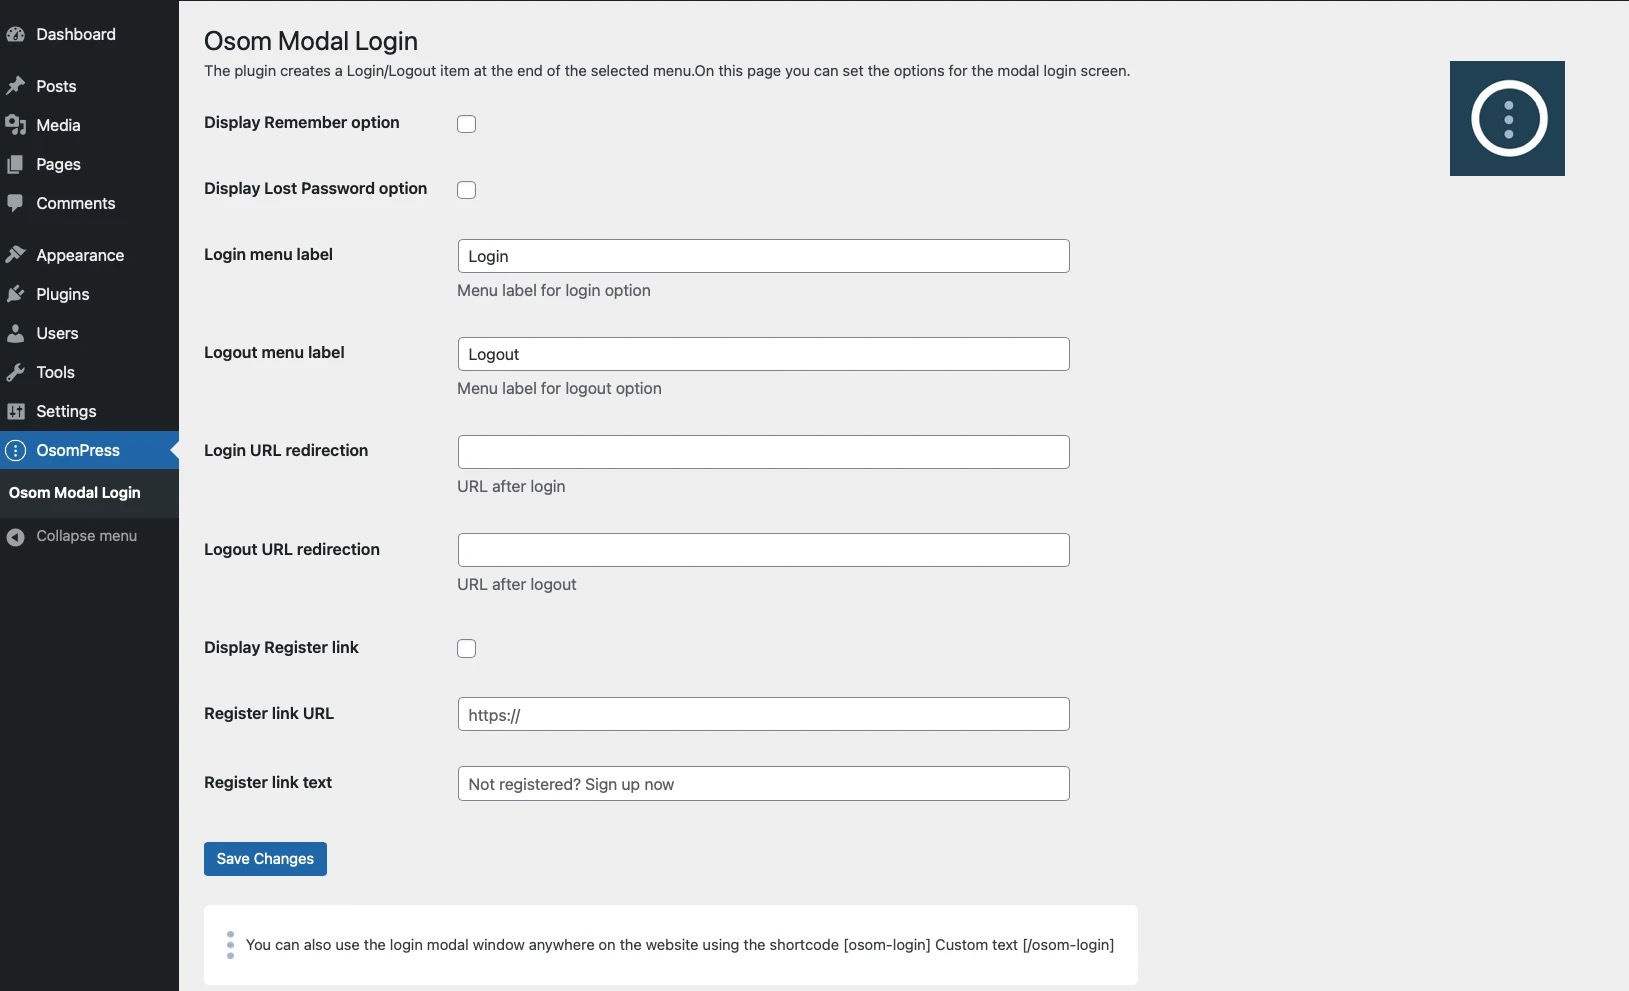 Dashboard
Posts
Media
Pages
Comments
Appearance
Plugins
Users
Tools
Settings
OsomPress
Osom Modal Login
Collapse menu
Osom Modal Login
The plugin creates a Login/Logout item at the end of the selected menu.On this page you can set the options for the modal login screen.
Display Remember option
Display Lost Password option
Login menu label
Login
Menu label for login option
Logout menu label
Logout
Menu label for logout option
Login URL redirection
URL after login
Logout URL redirection
URL after logout
Display Register link
Register link URL
https://
Register link text
Not registered? Sign up now
Save Changes
You can also use the login modal window anywhere on the website using the shortcode [osom-login] Custom text [/osom-login]